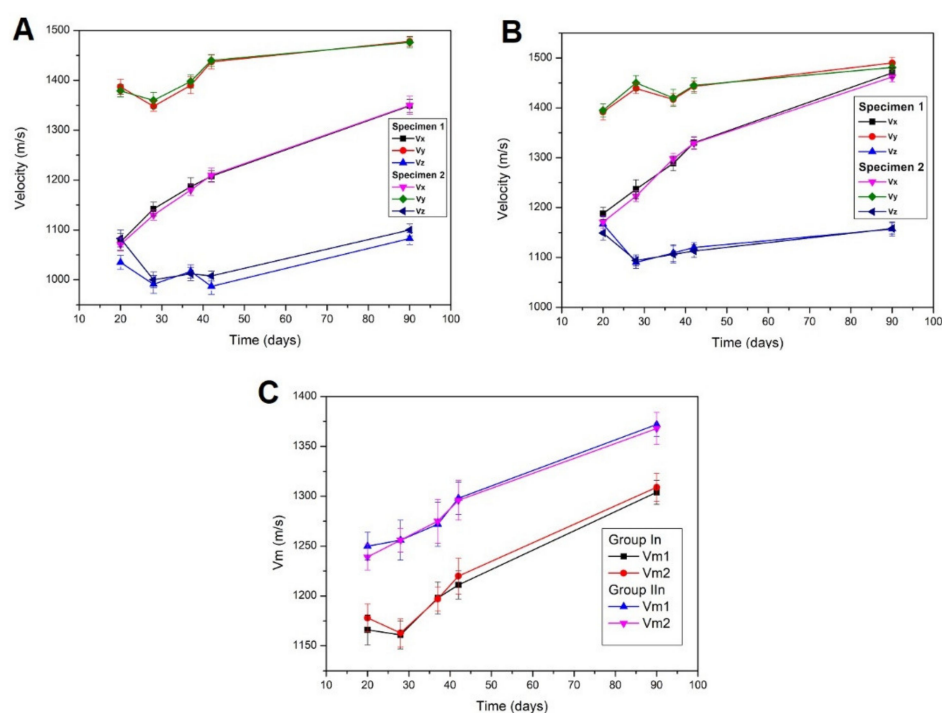 A
1500
1400
1300
1200
1100
1000
Velocity (m/s)
10 20 30 40 50 60 70 80 90 100
Time (days)
Specimen 1
Vx
Vy
Vz
Specimen 2
Vx
Vy
Vz
B
1500
1400
1300
1200
1100
1000
Velocity (m/s)
10 20 30 40 50 60 70 80 90 100
Time (days)
Specimen 1
Vx
Vy
Vz
Specimen 2
Vx
Vy
Vz
C
1400
1350
1300
1250
1200
1150
Vm (m/s)
10 20 30 40 50 60 70 80 90 100
Time (days)
Group In
Vm1
Vm2
Group IIn
Vm1
Vm2